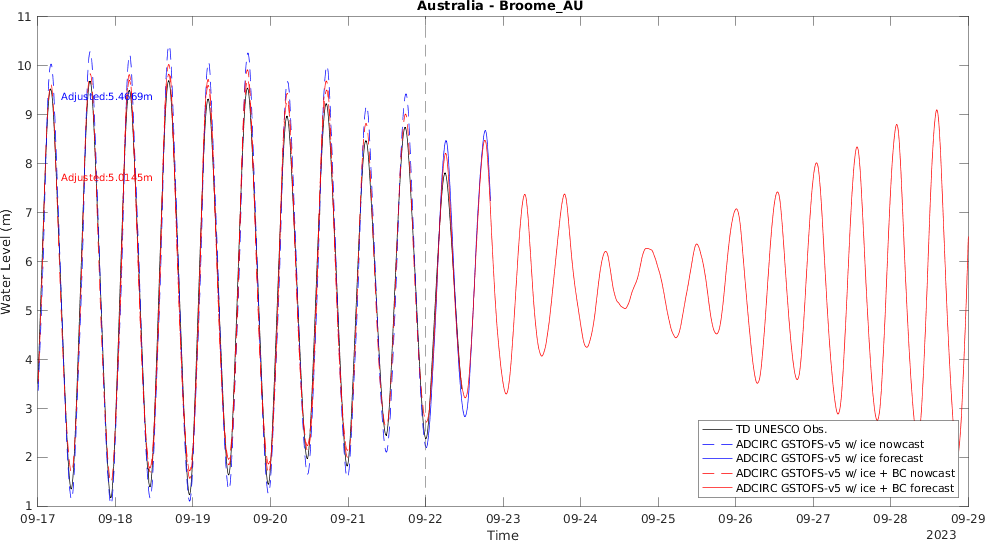 Australia - Broome_AU
11
10
9
8
7
6
5
4
3
2
1
Water Level (m)
Adjusted:5.4669m
Adjusted:5.0145m
TD UNESCO Obs.
ADCIRC GSTOFS-v5 w/ ice nowcast
ADCIRC GSTOFS-v5 w/ ice forecast
ADCIRC GSTOFS-v5 w/ ice + BC nowcast
ADCIRC GSTOFS-v5 w/ ice + BC forecast
09-17 09-18 09-19 09-20 09-21 09-22 09-23 09-24 09-25 09-26 09-27 09-28 09-29
Time
2023